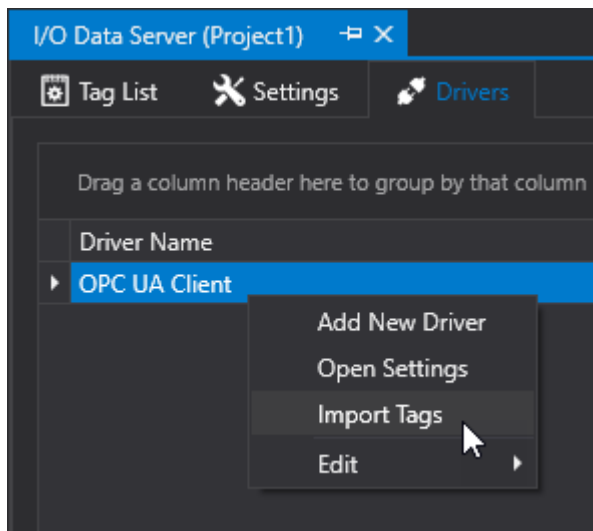 I/O Data Server (Project1)
Tag List Settings Drivers
Drag a column header here to group by that column
Driver Name
OPC UA Client
Add New Driver
Open Settings
Import Tags
Edit